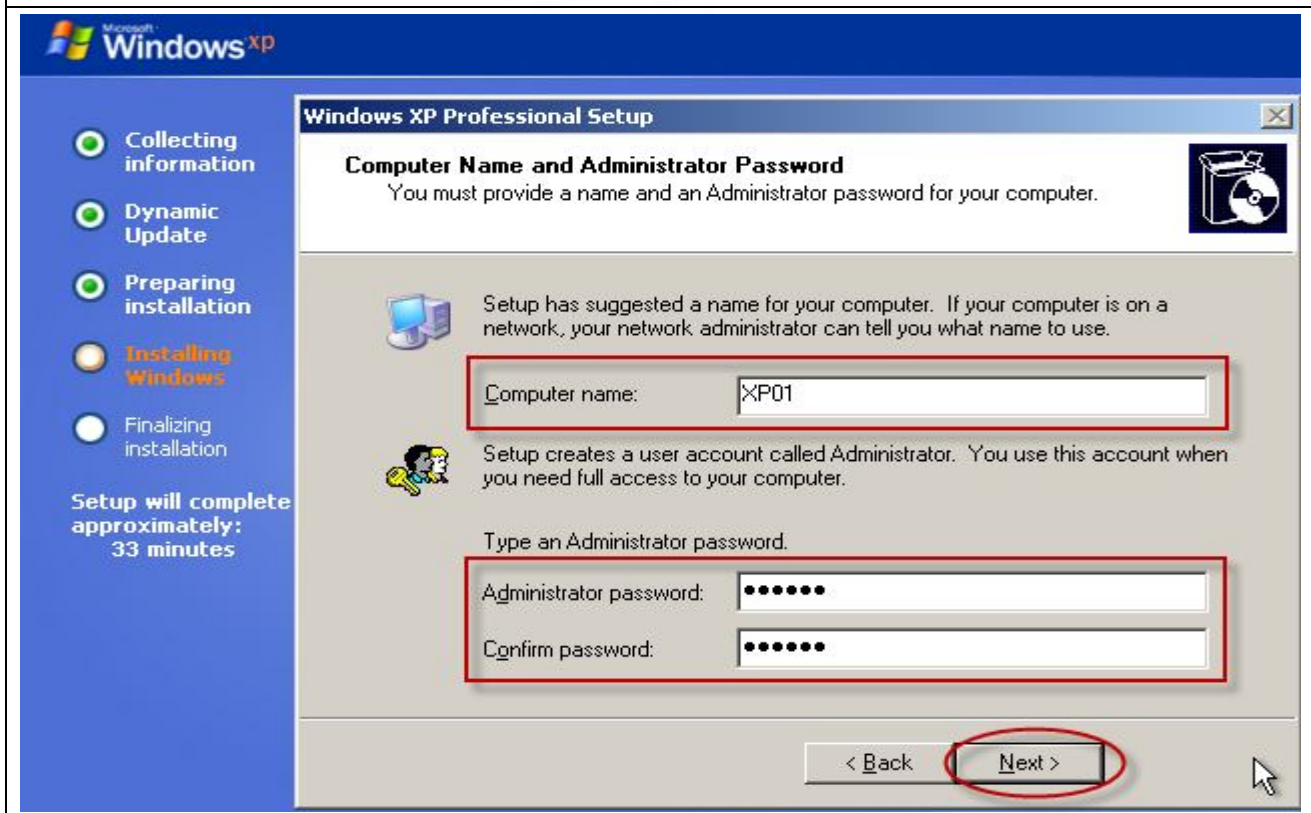 Microsoft
Windows xp
Collecting
information
Dynamic
Update
Preparing
installation
Installing
Windows
Finalizing
installation
Setup will complete
approximately:
33 minutes
Windows XP Professional Setup
Computer Name and Administrator Password
You must provide a name and an Administrator password for your computer.
Setup has suggested a name for your computer. If your computer is on a
network, your network administrator can tell you what name to use.
Computer name: XP01
Setup creates a user account called Administrator. You use this account when
you need full access to your computer.
Type an Administrator password.
Administrator password: ••••••
Confirm password: ••••••
< Back Next >